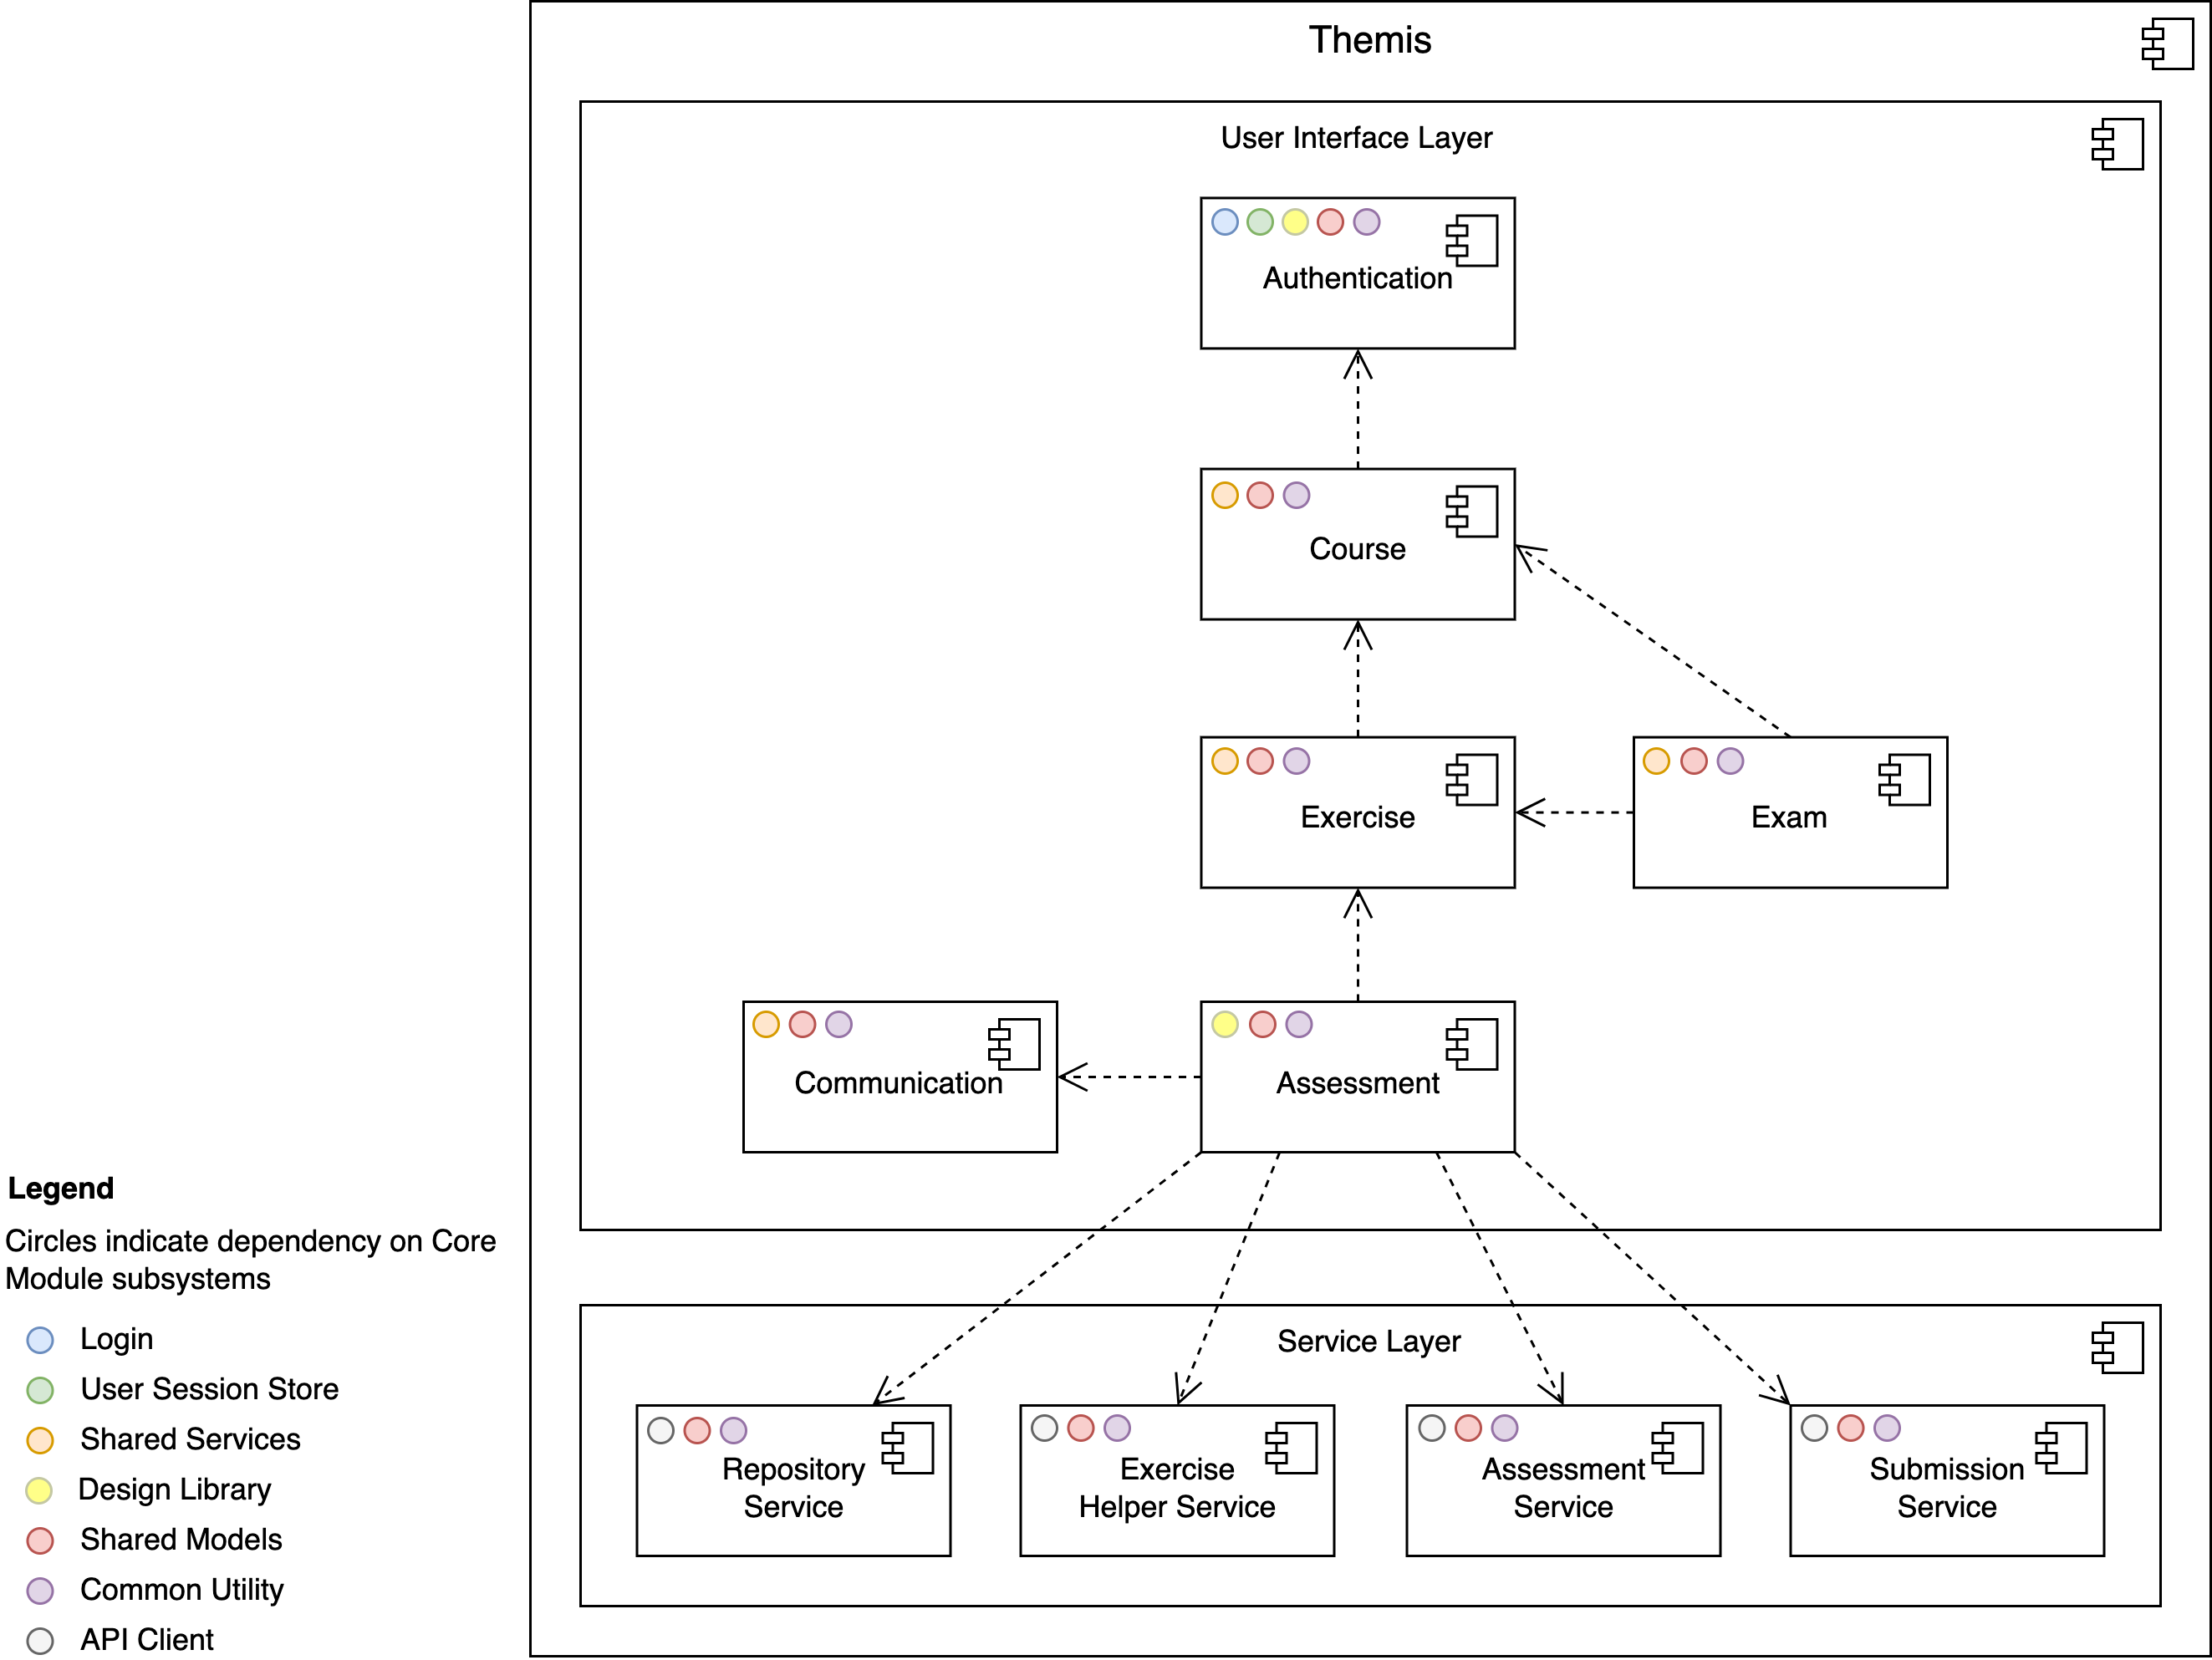 Themis
User Interface Layer
Authentication
Course
Exercise
Exam
Communication
Assessment
Legend
Circles indicate dependency on Core
Module subsystems
Login
User Session Store
Shared Services
Design Library
Shared Models
Common Utility
API Client
Service Layer
Repository
Service
Exercise
Helper Service
Assessment
Service
Submission
Service